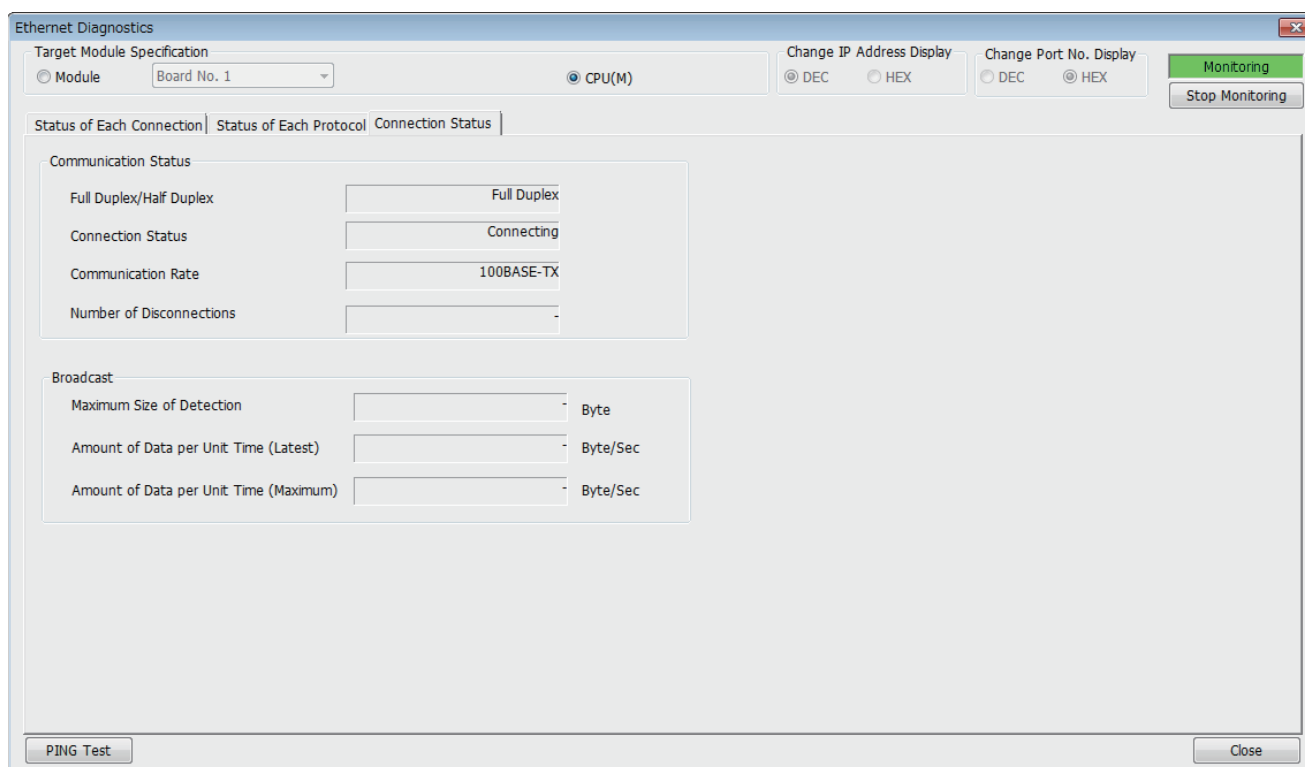 Ethernet Diagnostics
Target Module Specification
Module Board No. 1 CPU(M)
Change IP Address Display
DEC HEX
Change Port No. Display
DEC HEX
Monitoring
Stop Monitoring
Status of Each Connection Status of Each Protocol Connection Status
Communication Status
Full Duplex/Half Duplex Full Duplex
Connection Status Connecting
Communication Rate 100BASE-TX
Number of Disconnections -
Broadcast
Maximum Size of Detection - Byte
Amount of Data per Unit Time (Latest) - Byte/Sec
Amount of Data per Unit Time (Maximum) - Byte/Sec
PING Test Close